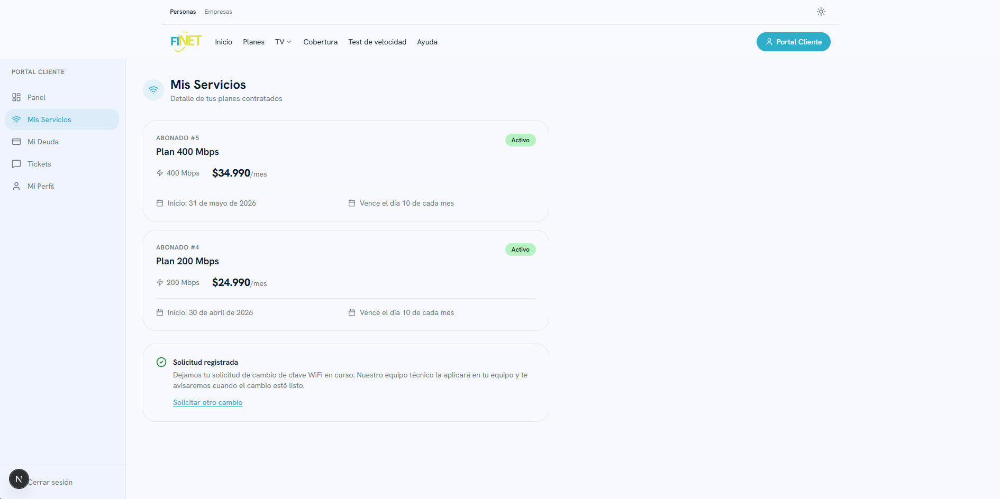 Personas Empresas
FINET Inicio Planes TV Cobertura Test de velocidad Ayuda Portal Cliente
PORTAL CLIENTE
Panel
Mis Servicios
Mi Deuda
Tickets
Mi Perfil
N Cerrar sesión
Mis Servicios
Detalle de tus planes contratados
ABONADO #5 Activo
Plan 400 Mbps
400 Mbps $34.990/mes
Inicio: 31 de mayo de 2026 Vence el día 10 de cada mes
ABONADO #4 Activo
Plan 200 Mbps
200 Mbps $24.990/mes
Inicio: 30 de abril de 2026 Vence el día 10 de cada mes
Solicitud registrada
Dejamos tu solicitud de cambio de clave WiFi en curso. Nuestro equipo técnico la aplicará en tu equipo y te
avisaremos cuando el cambio esté listo.
Solicitar otro cambio